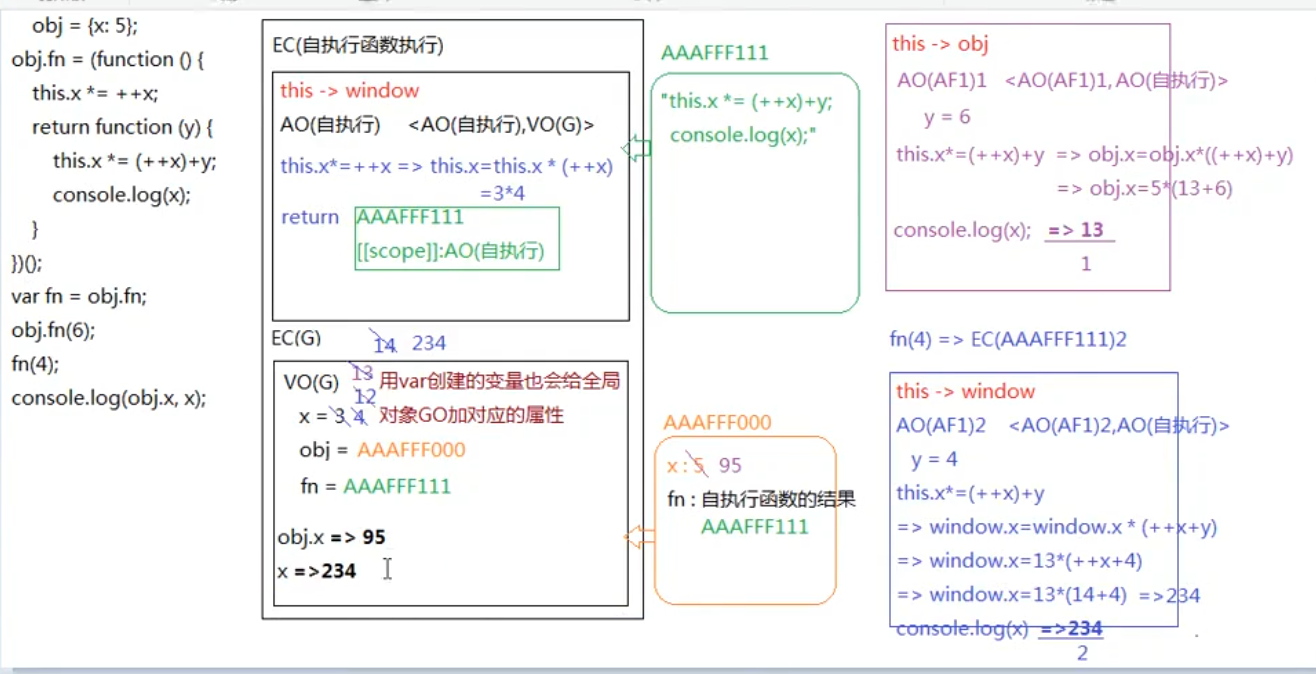 obj = {x: 5};
obj.fn = (function () {
this.x *= ++x;
return function (y) {
this.x *= (++x)+y;
console.log(x);
}
})();
var fn = obj.fn;
obj.fn(6);
fn(4);
console.log(obj.x, x);
EC(自执行函数执行)
this -> window
AO(自执行) <AO(自执行),VO(G)>
this.x*=++x => this.x=this.x * (++x)
=3*4
return AAAFFF111
[[scope]]:AO(自执行)
EC(G) 14 234
VO(G) 13 用var创建的变量也会给全局
12
x = 3 4 对象GO加对应的属性
obj = AAAFFF000
fn = AAAFFF111
obj.x => 95
x =>234
AAAFFF111
"this.x *= (++x)+y;
console.log(x);"
AAAFFF000
x : 5 95
fn : 自执行函数的结果
AAAFFF111
this -> obj
AO(AF1)1 <AO(AF1)1, AO(自执行)>
y = 6
this.x*=(++x)+y => obj.x=obj.x*((++x)+y)
=> obj.x=5*(13+6)
console.log(x); => 13
1
fn(4) => EC(AAAFFF111)2
this -> window
AO(AF1)2 <AO(AF1)2,AO(自执行)>
y = 4
this.x*=(++x)+y
=> window.x=window.x * (++x+y)
=> window.x=13*(++x+4)
=> window.x=13*(14+4) =>234
console.log(x) =>234
2